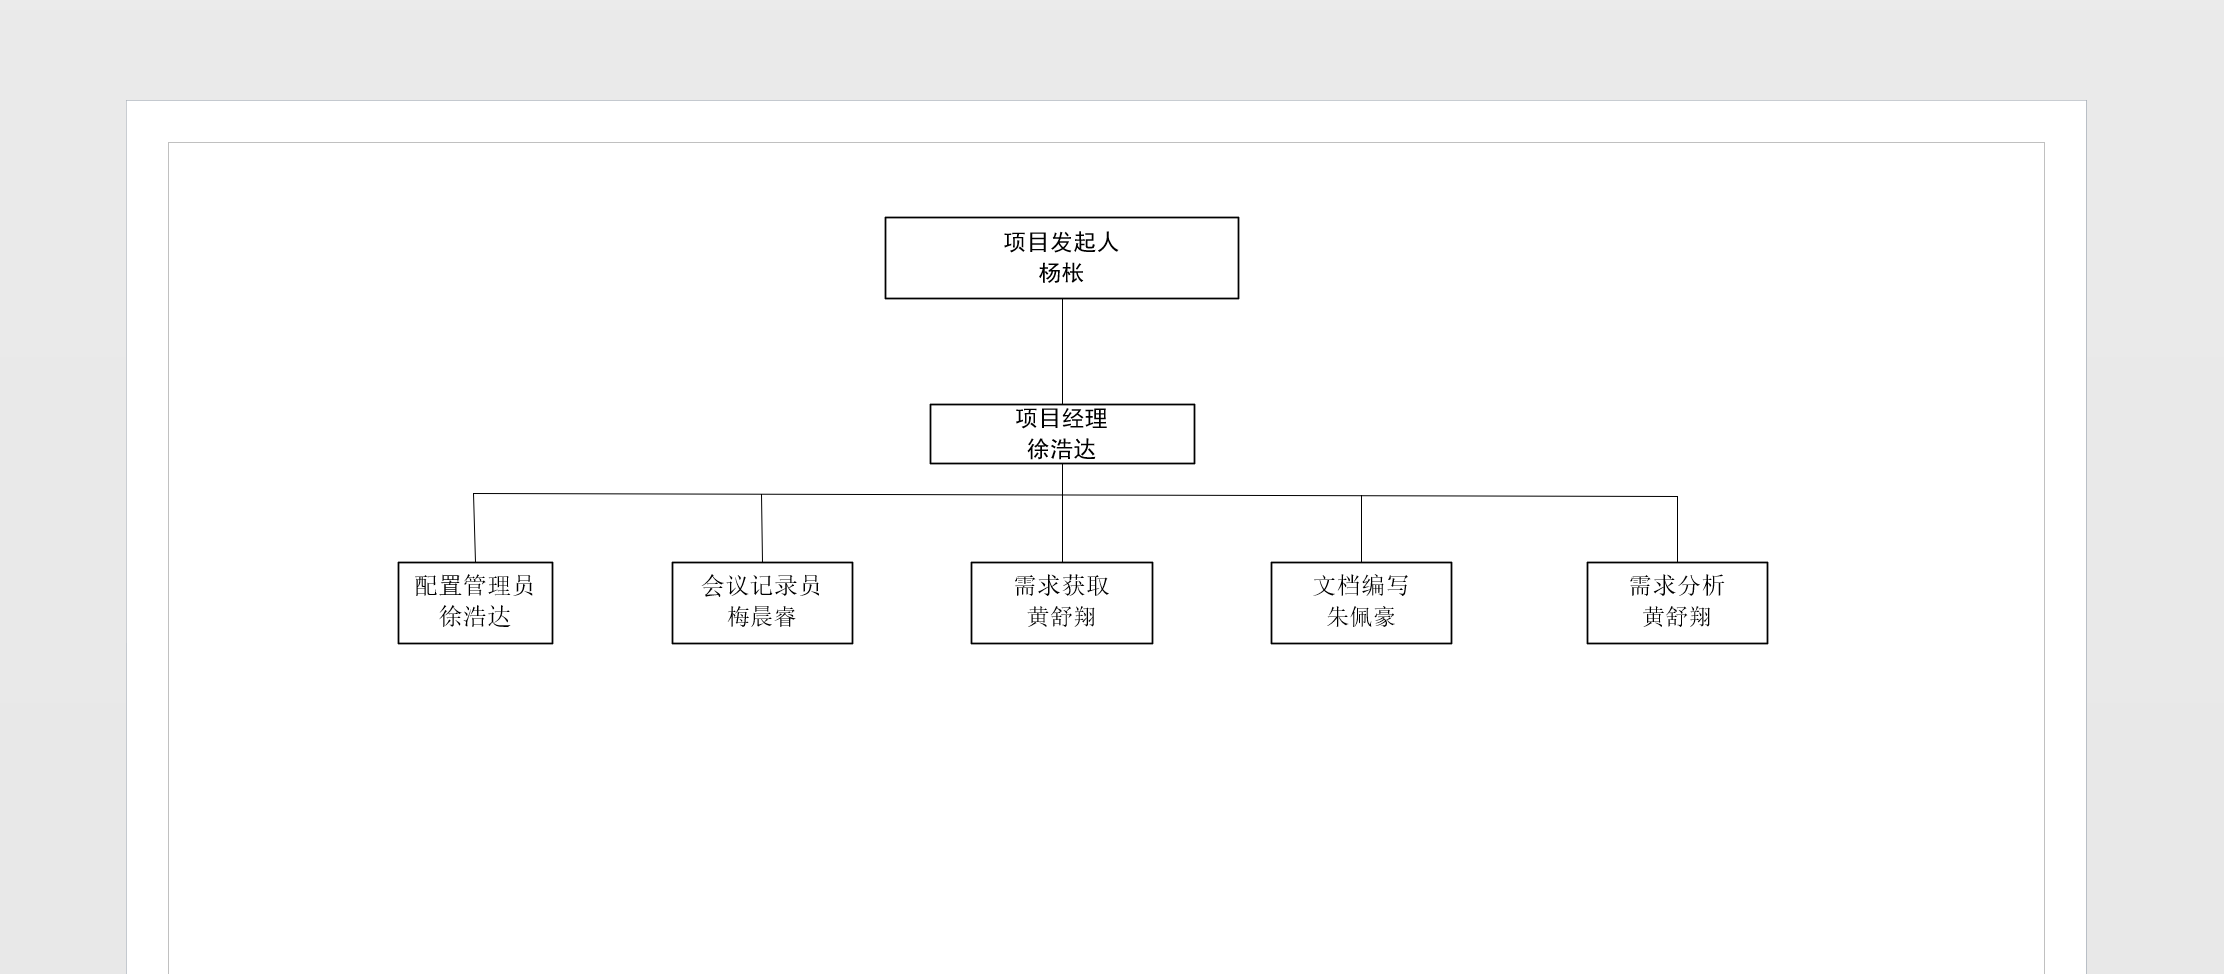 项目发起人
杨枨
项目经理
徐浩达
配置管理员
徐浩达
会议记录员
梅晨睿
需求获取
黄舒翔
文档编写
朱佩豪
需求分析
黄舒翔